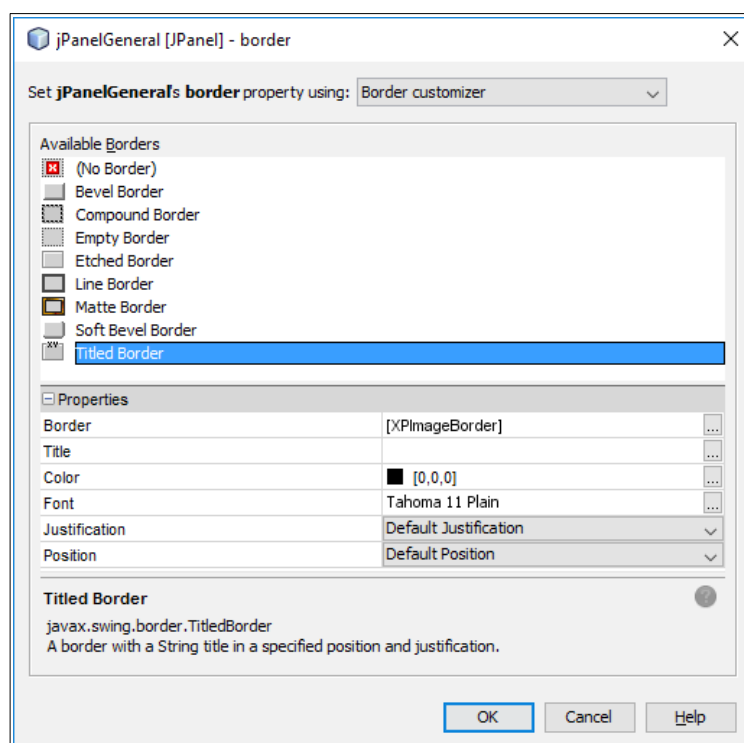 jPanelGeneral [JPanel] - border
Set jPanelGeneral's border property using: Border customizer
Available Borders
(No Border)
Bevel Border
Compound Border
Empty Border
Etched Border
Line Border
Matte Border
Soft Bevel Border
XY Titled Border
Properties
Border [XPImageBorder] ...
Title ...
Color [0,0,0] ...
Font Tahoma 11 Plain ...
Justification Default Justification
Position Default Position
Titled Border ?
javax.swing.border.TitledBorder
A border with a String title in a specified position and justification.
OK Cancel Help